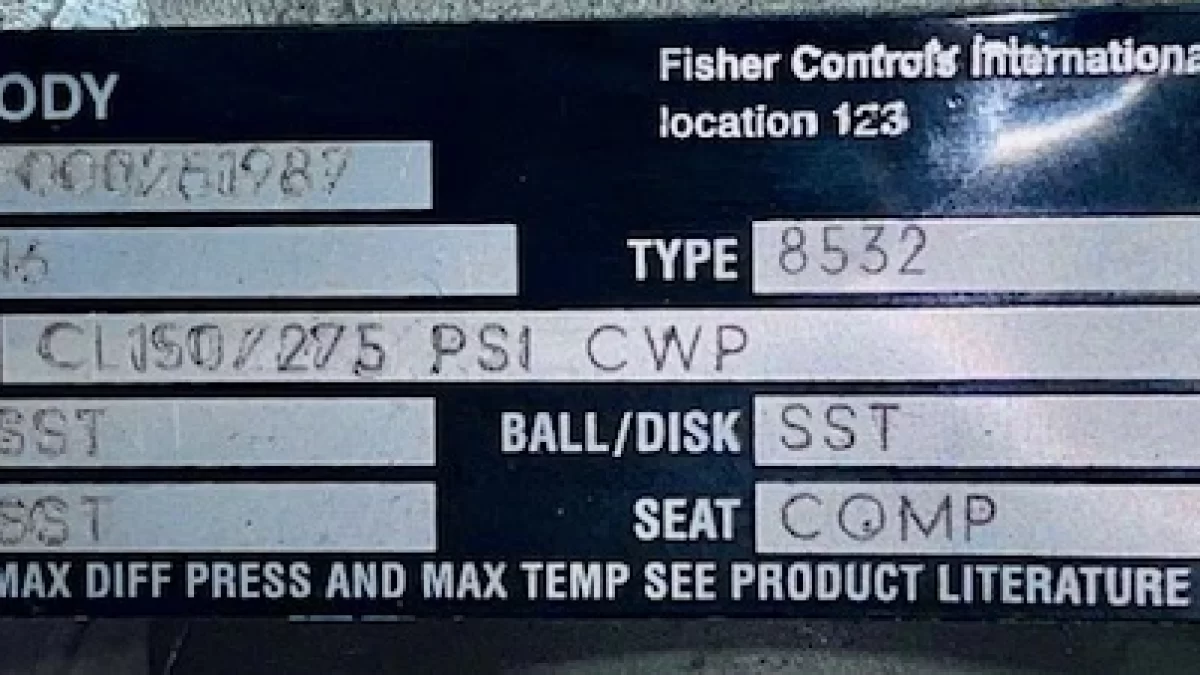 Fisher Controls International
location 123
ODY
16
TYPE 8532
CL150/275 PSI CWP
SST BALL/DISK SST
SST SEAT COMP
MAX DIFF PRESS AND MAX TEMP SEE PRODUCT LITERATURE